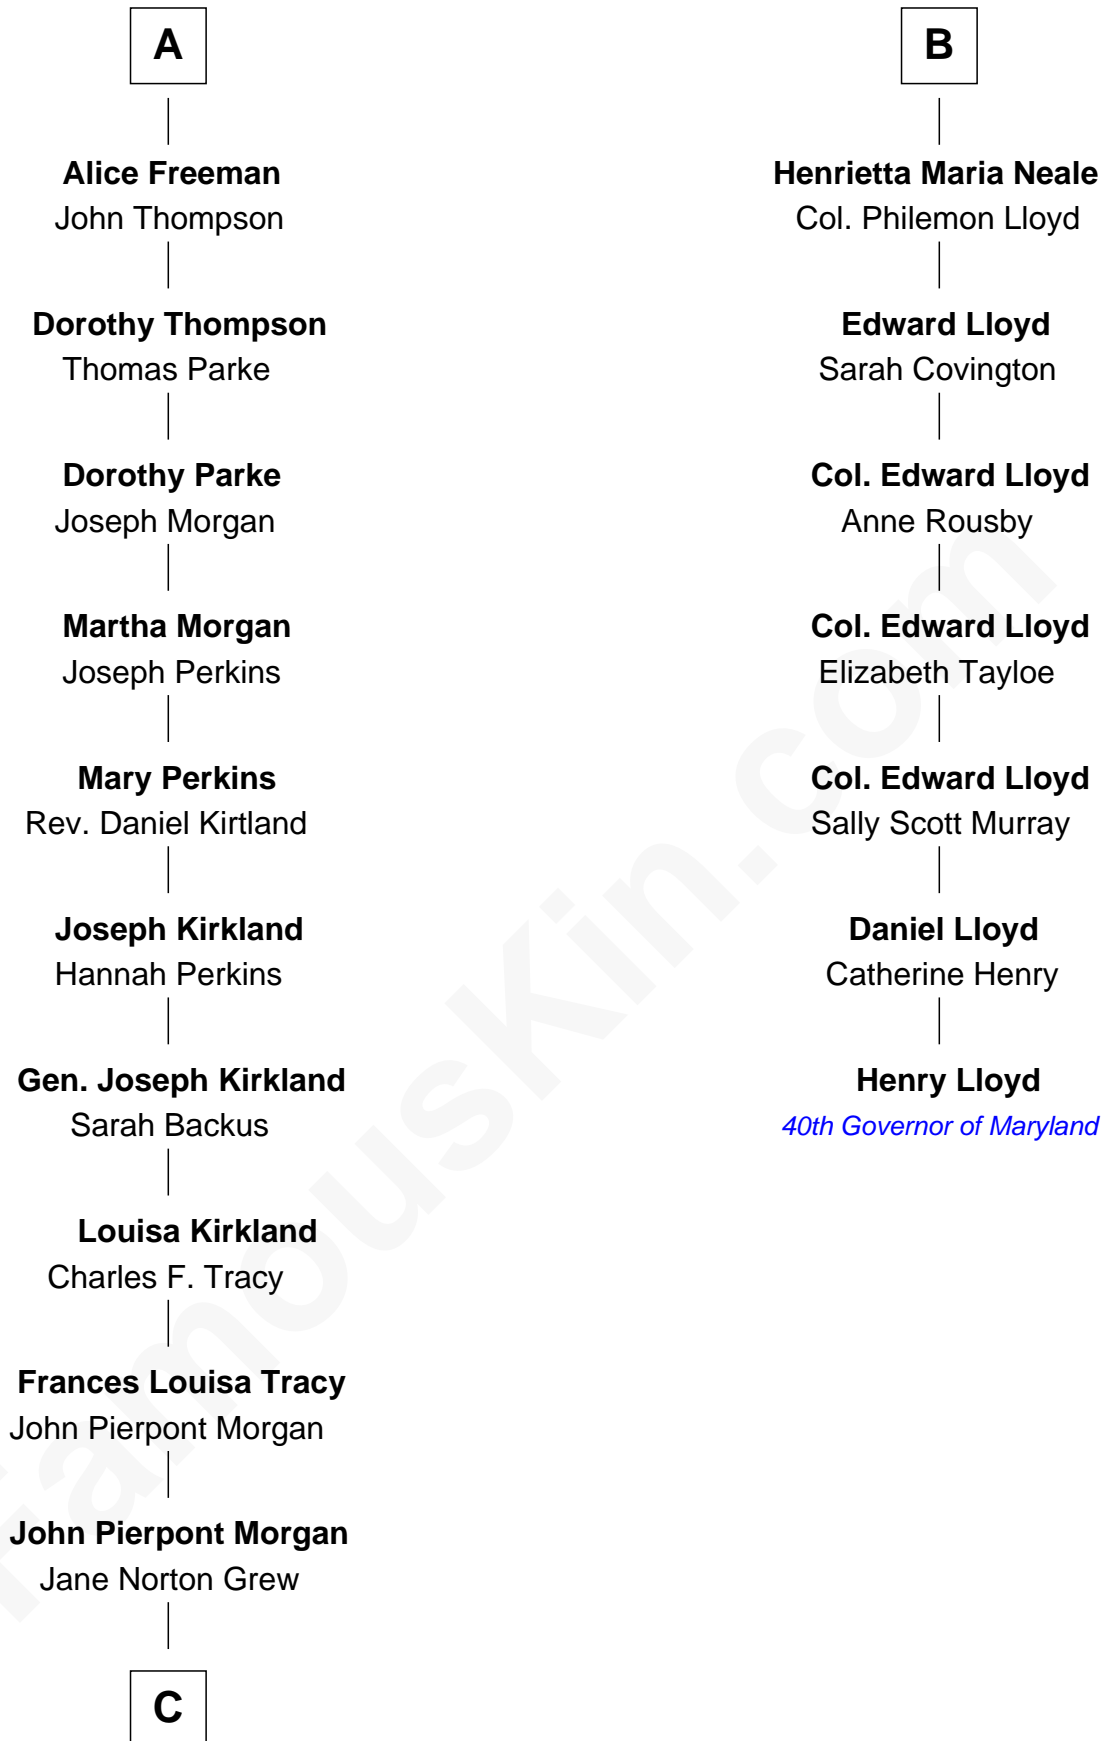 A
Alice Freeman
John Thompson
Dorothy Thompson
Thomas Parke
Dorothy Parke
Joseph Morgan
Martha Morgan
Joseph Perkins
Mary Perkins
Rev. Daniel Kirtland
Joseph Kirkland
Hannah Perkins
Gen. Joseph Kirkland
Sarah Backus
Louisa Kirkland
Charles F. Tracy
Frances Louisa Tracy
John Pierpont Morgan
John Pierpont Morgan
Jane Norton Grew
C
B
Henrietta Maria Neale
Col. Philemon Lloyd
Edward Lloyd
Sarah Covington
Col. Edward Lloyd
Anne Rousby
Col. Edward Lloyd
Elizabeth Tayloe
Col. Edward Lloyd
Sally Scott Murray
Daniel Lloyd
Catherine Henry
Henry Lloyd
40th Governor of Maryland
FamousKin.com